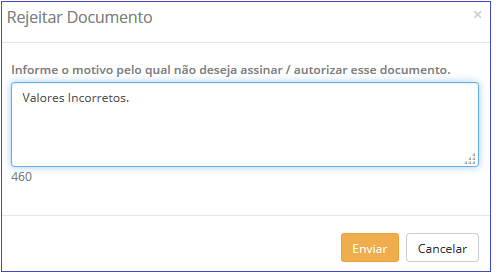 Rejeitar Documento
×
Informe o motivo pelo qual não deseja assinar / autorizar esse documento.
Valores Incorretos.
460
Enviar
Cancelar